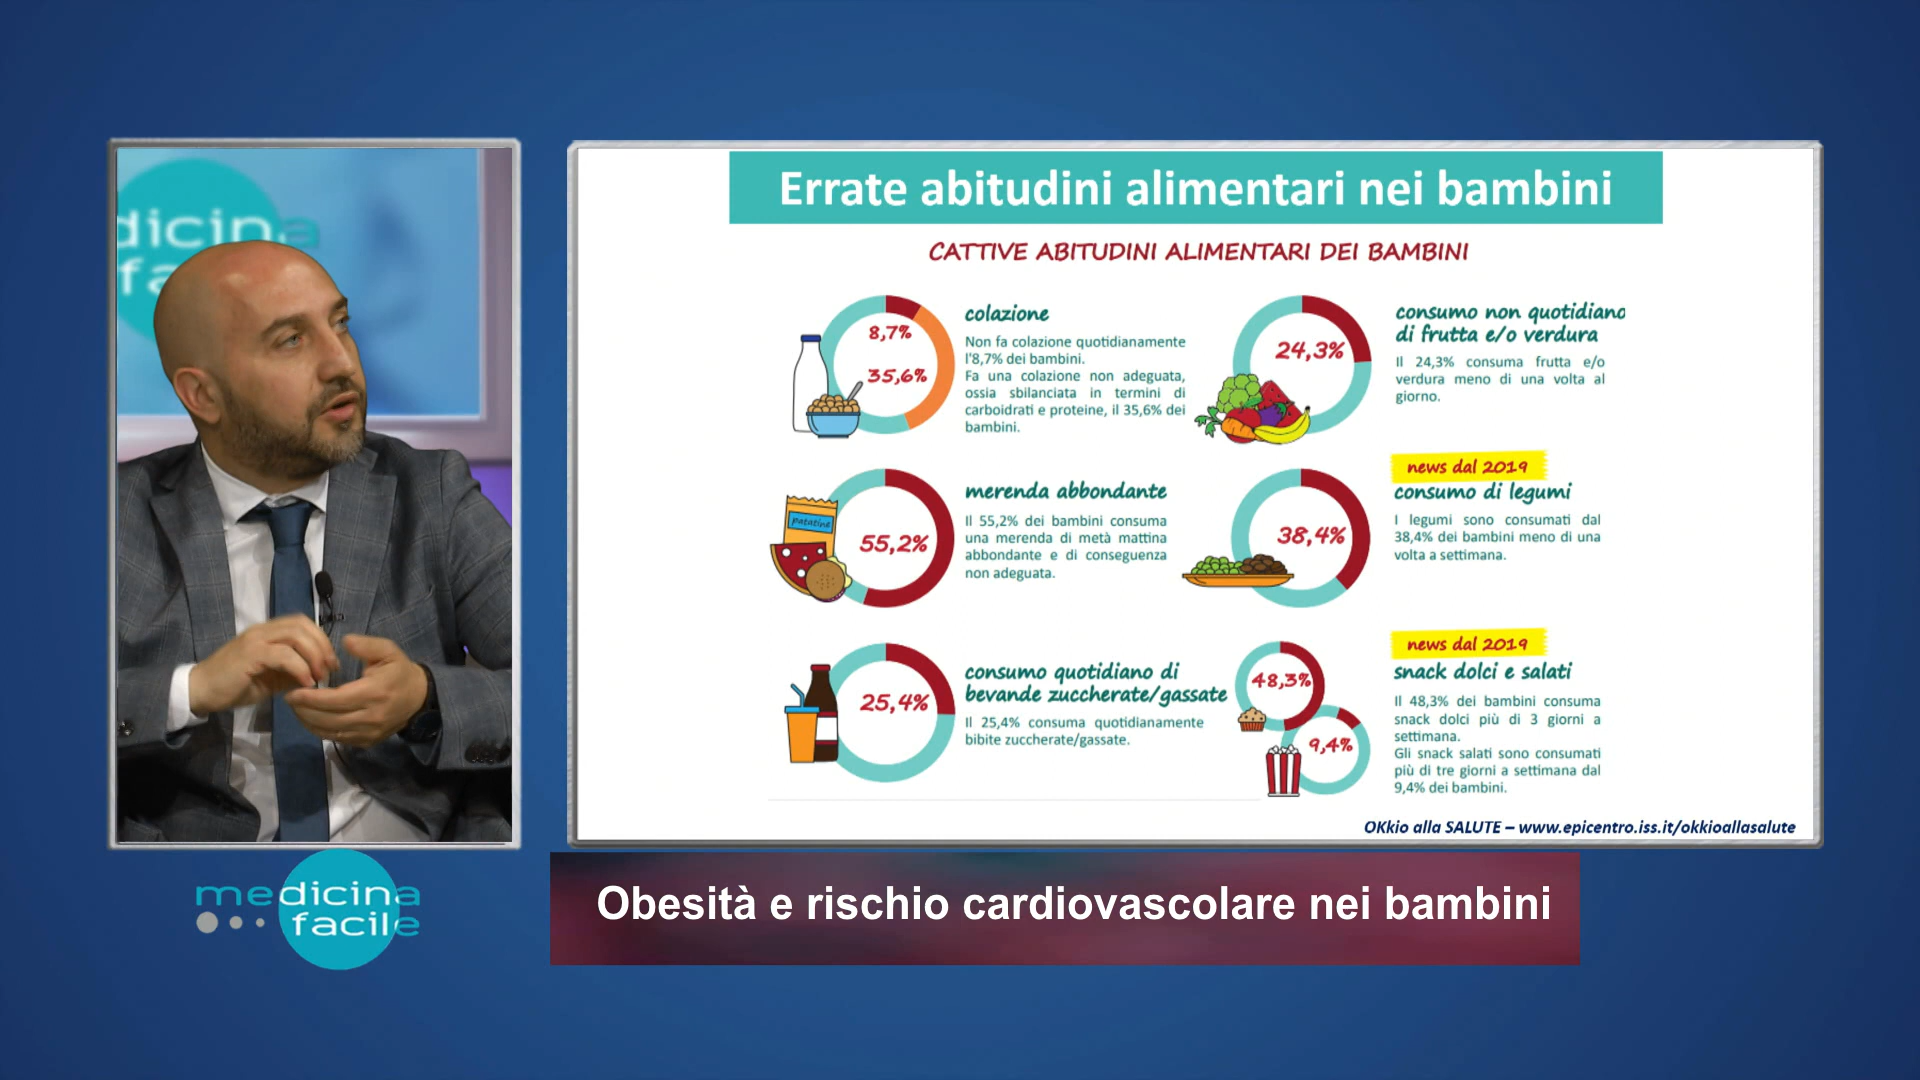 dicina
fa
Errate abitudini alimentari nei bambini
CATTIVE ABITUDINI ALIMENTARI DEI BAMBINI
8,7%
35,6%
colazione
Non fa colazione quotidianamente
l'8,7% dei bambini.
Fa una colazione non adeguata,
ossia sbilanciata in termini di
carboidrati e proteine, il 35,6% dei
bambini.
24,3%
consumo non quotidiano
di frutta e/o verdura
Il 24,3% consuma frutta e/o
verdura meno di una volta al
giorno.
patatine
55,2%
merenda abbondante
Il 55,2% dei bambini consuma
una merenda di metà mattina
abbondante e di conseguenza
non adeguata.
38,4%
news dal 2019
consumo di legumi
I legumi sono consumati dal
38,4% dei bambini meno di una
volta a settimana.
25,4%
consumo quotidiano di
bevande zuccherate/gassate
Il 25,4% consuma quotidianamente
bibite zuccherate/gassate.
48,3%
9,4%
news dal 2019
snack dolci e salati
Il 48,3% dei bambini consuma
snack dolci più di 3 giorni a
settimana.
Gli snack salati sono consumati
più di tre giorni a settimana dal
9,4% dei bambini.
OKkio alla SALUTE – www.epicentro.iss.it/okkioallasalute
medicina
facile
Obesità e rischio cardiovascolare nei bambini